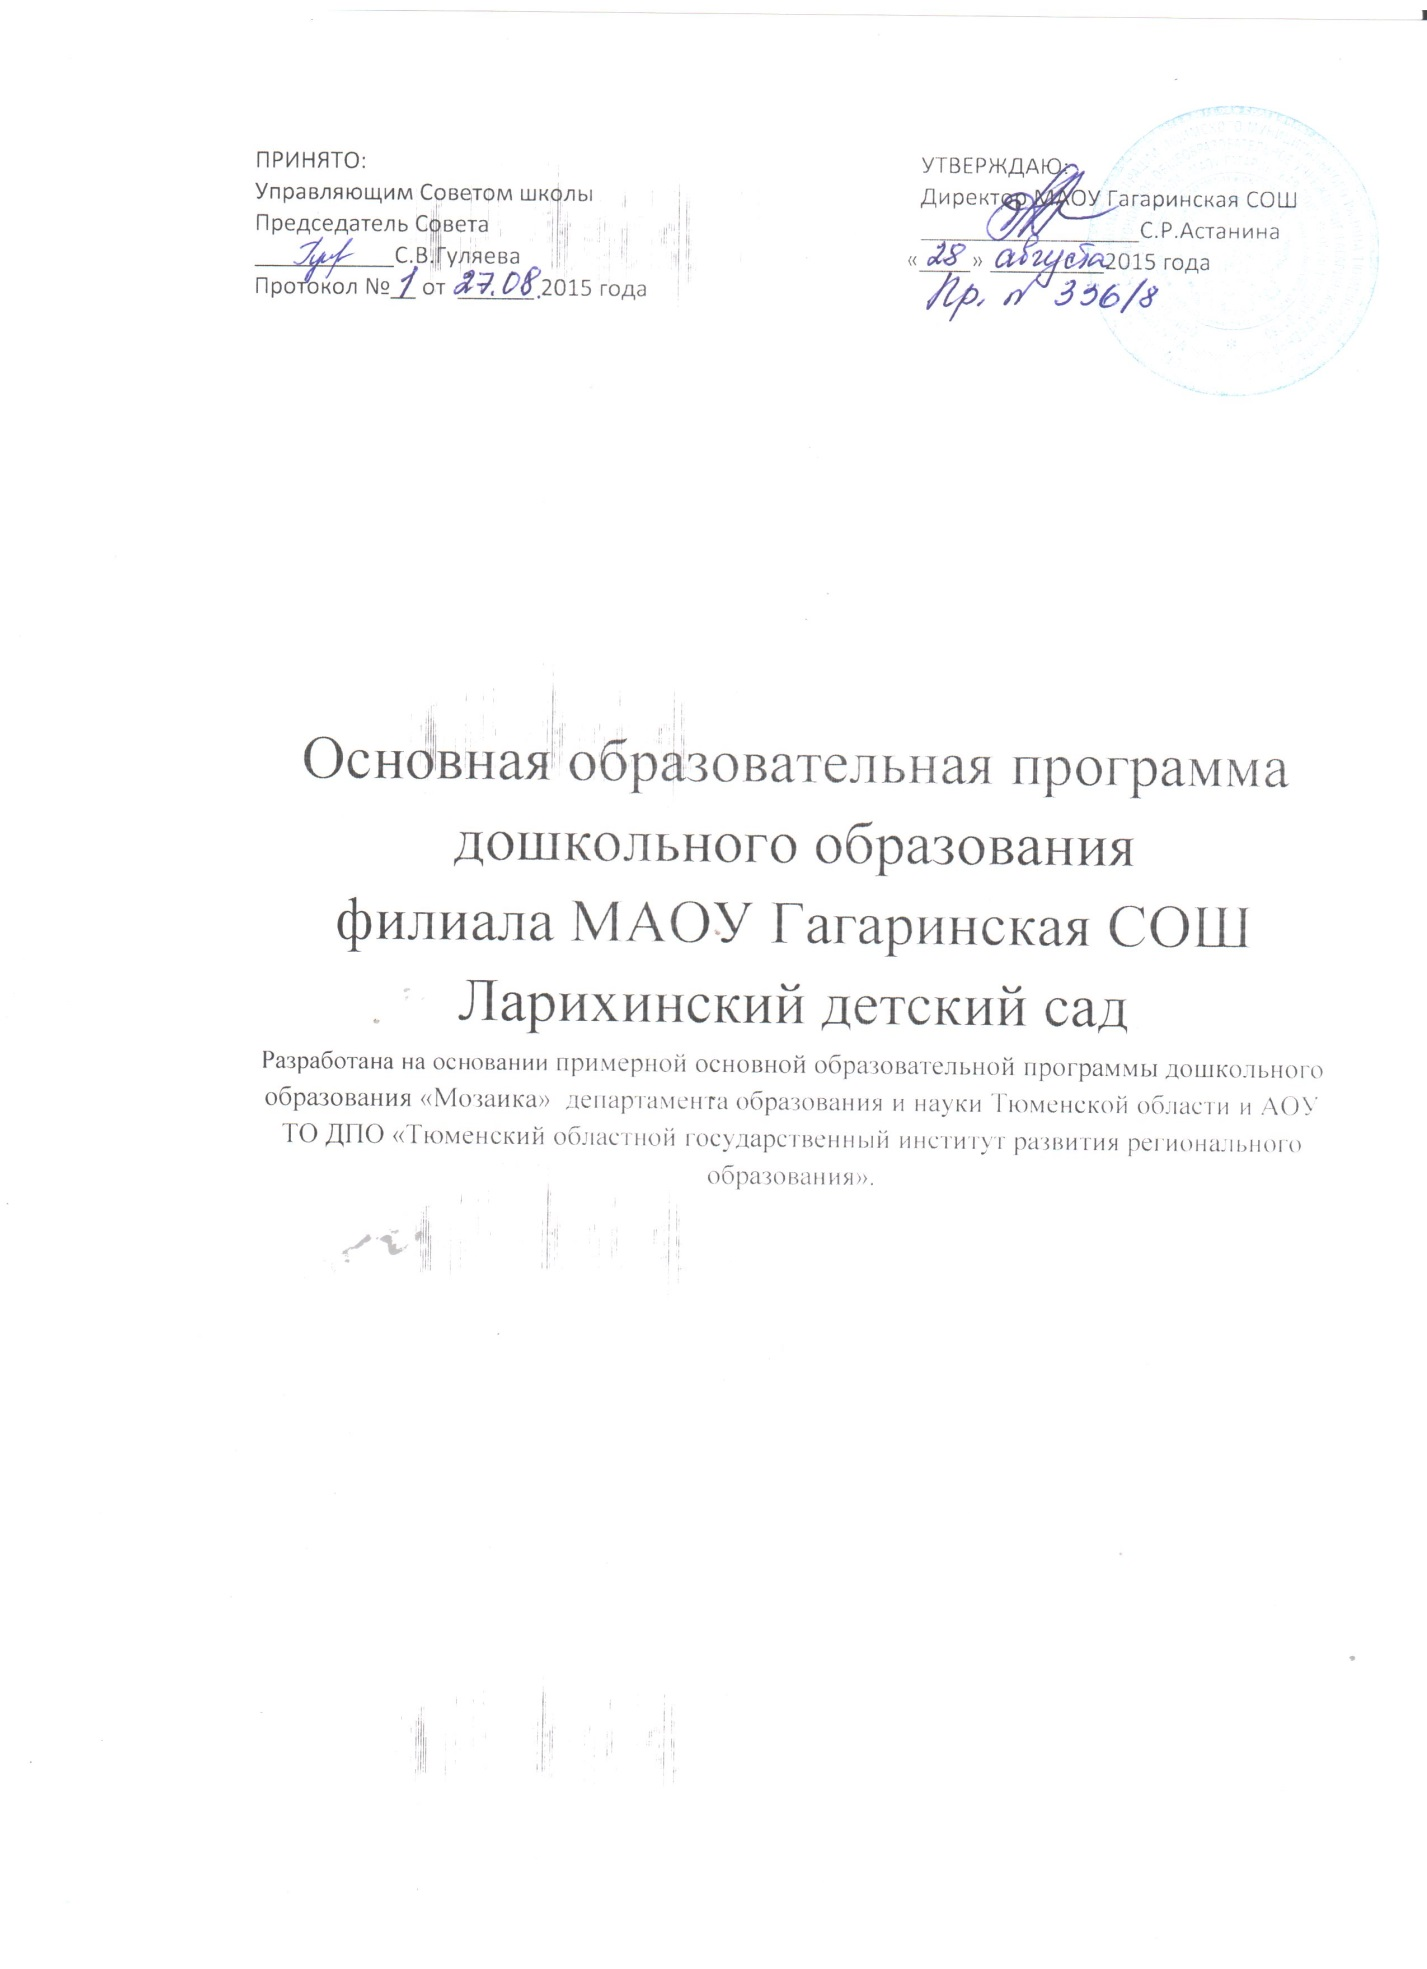 ПРИНЯТО:
Управляющим Советом школы
Председатель Совета
___________С.В.Гуляева
Протокол №1 от 27.08.2015 года
УТВЕРЖДАЮ:
Директор МАОУ Гагаринская СОШ
_________________С.Р.Астанина
«28» августа 2015 года
Пр. № 336/8
Основная образовательная программа
дошкольного образования
филиала МАОУ Гагаринская СОШ
Ларихинский детский сад
Разработана на основании примерной основной образовательной программы дошкольного
образования «Мозаика» департамента образования и науки Тюменской области и АОУ
ТО ДПО «Тюменский областной государственный институт развития регионального
образования».